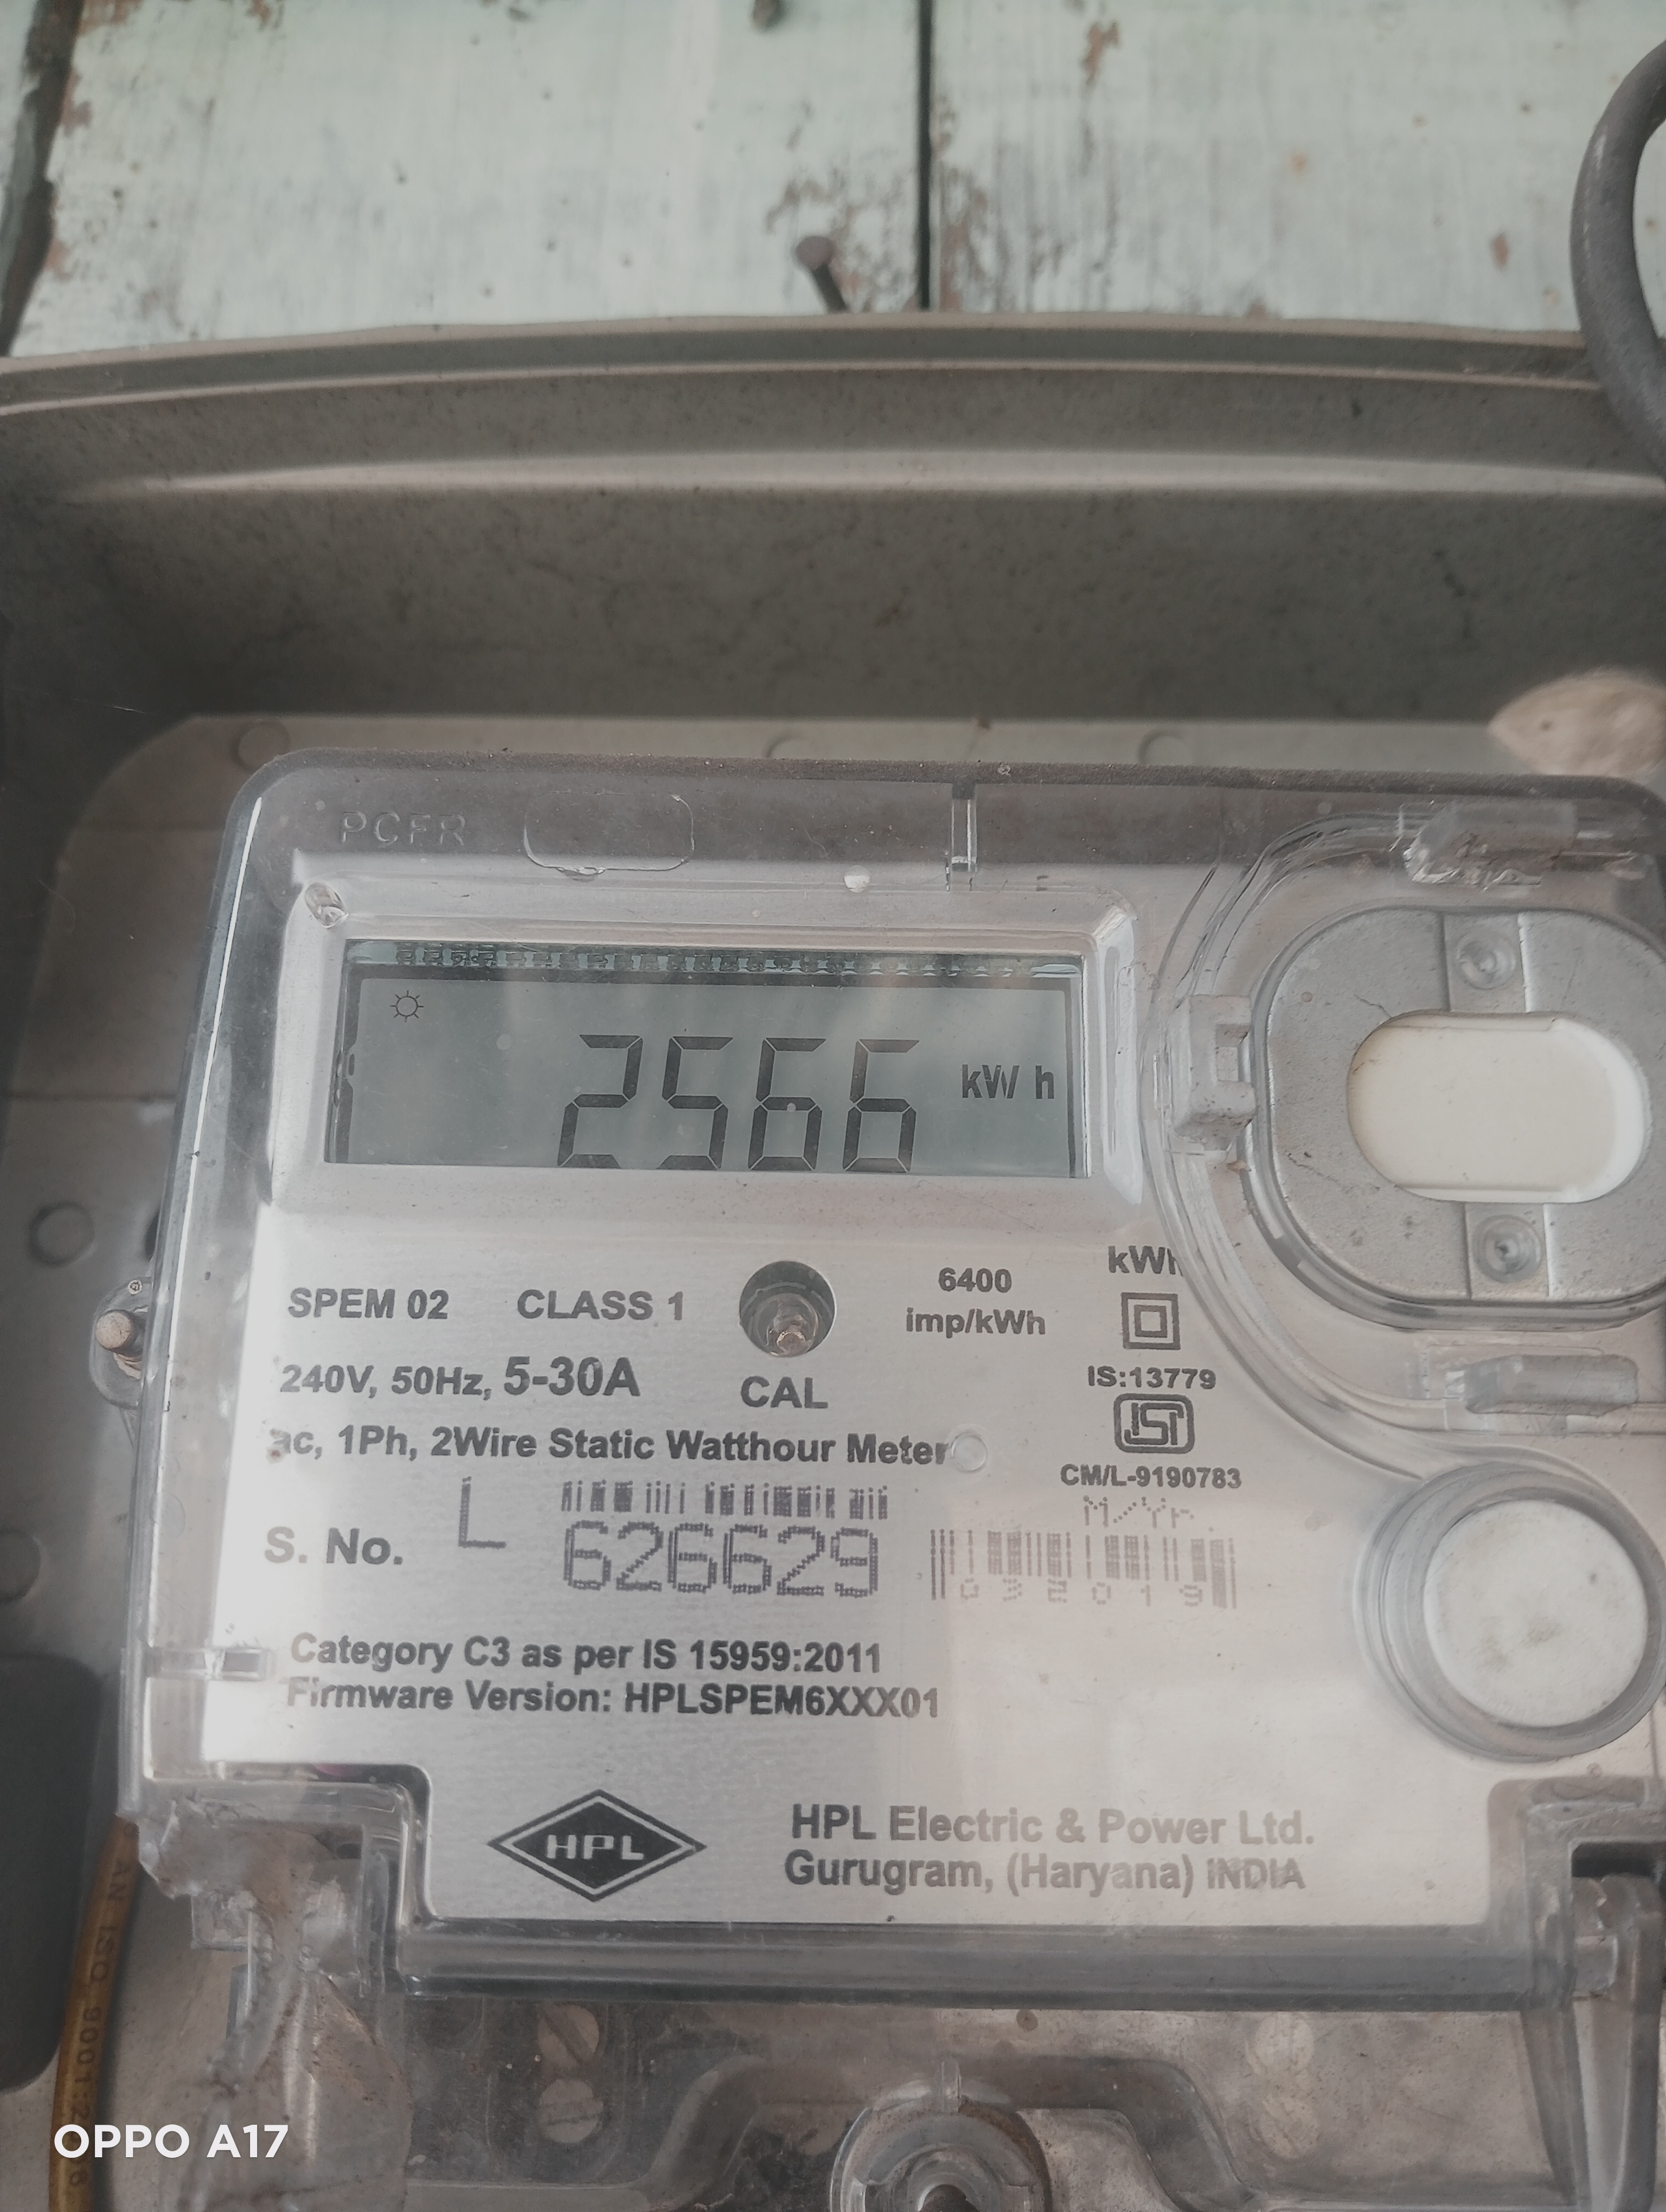 PCFR
2566 kW h
SPEM 02 CLASS 1
6400
imp/kWh
240V, 50Hz, 5-30A
CAL
IS:13779
ISI
CM/L-9190783
ac, 1Ph, 2Wire Static Watthour Meter
M/Yr.
S. No. L 626629
032019
Category C3 as per IS 15959:2011
Firmware Version: HPLSPEM6XXX01
HPL
HPL Electric & Power Ltd.
Gurugram, (Haryana) INDIA
OPPO A17